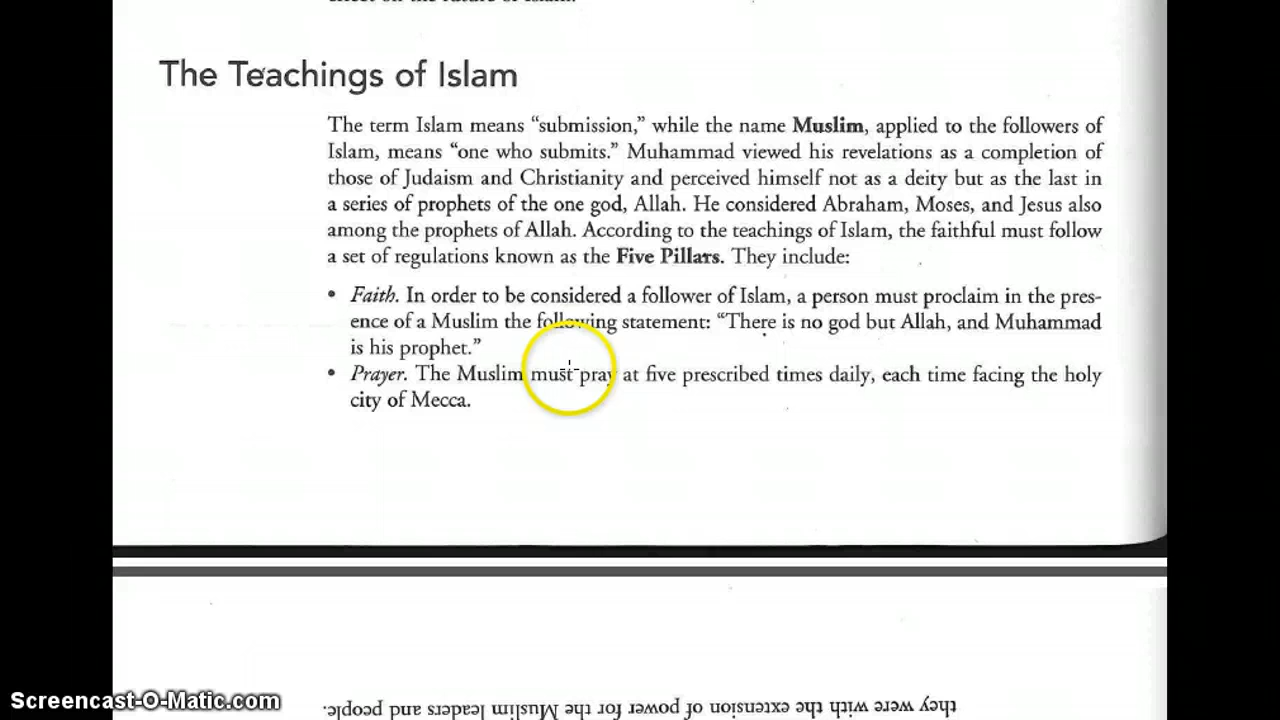 effect on the future of Islam.
The Teachings of Islam
The term Islam means “submission,” while the name Muslim, applied to the followers of
Islam, means “one who submits.” Muhammad viewed his revelations as a completion of
those of Judaism and Christianity and perceived himself not as a deity but as the last in
a series of prophets of the one god, Allah. He considered Abraham, Moses, and Jesus also
among the prophets of Allah. According to the teachings of Islam, the faithful must follow
a set of regulations known as the Five Pillars. They include:
• Faith. In order to be considered a follower of Islam, a person must proclaim in the pres-
ence of a Muslim the following statement: “There is no god but Allah, and Muhammad
is his prophet.”
• Prayer. The Muslim must pray at five prescribed times daily, each time facing the holy
city of Mecca.
they were with the extension of power for the Muslim leaders and people.
Screencast-O-Matic.com